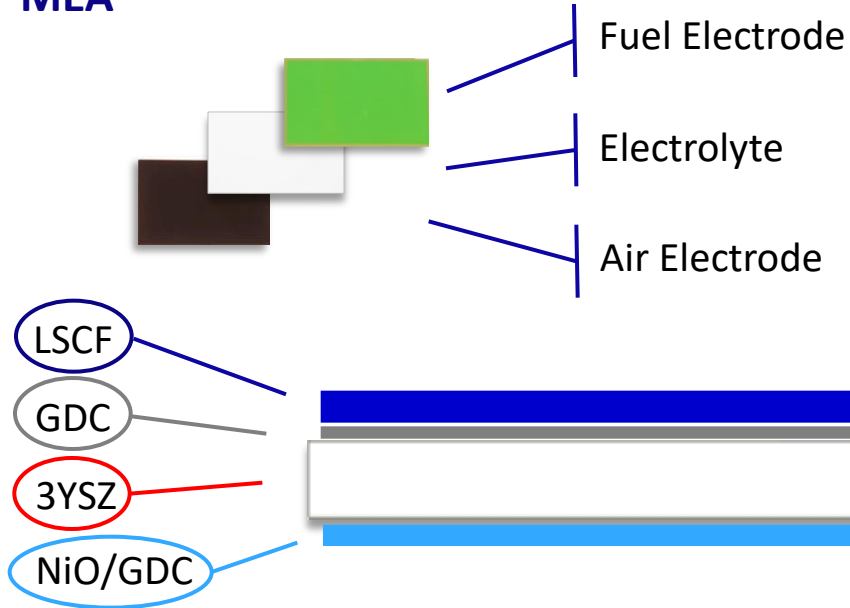 MEA
Fuel Electrode
Electrolyte
Air Electrode
LSCF
GDC
3YSZ
NiO/GDC